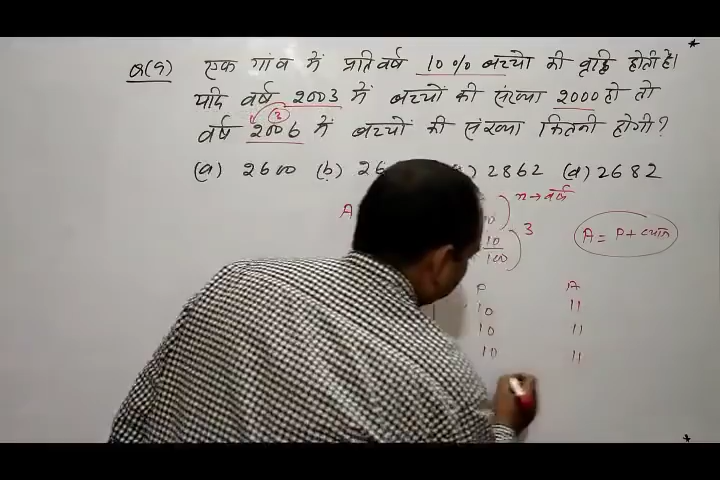 Q(9) एक गांव में प्रतिवर्ष 10% बच्चो की वृद्धि होती है।
यदि वर्ष 2003 में बच्चों की संख्या 2000 हो तो
3
वर्ष 2006 में बच्चों की संख्या कितनी होगी?
(a) 2600 (b) 26 ) 2862 (d) 2682
n→वर्ष
A
10
100
3
A = P + ब्याज
P A
10 11
10 11
10 11